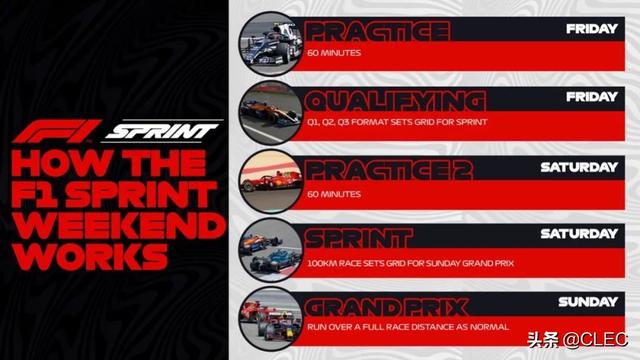 F1 SPRINT
HOW THE
F1 SPRINT
WEEKEND
WORKS
PRACTICE
FRIDAY
60 MINUTES
QUALIFYING
FRIDAY
Q1, Q2, Q3 FORMAT SETS GRID FOR SPRINT
PRACTICE 2
SATURDAY
60 MINUTES
SPRINT
SATURDAY
100KM RACE SETS GRID FOR SUNDAY GRAND PRIX
GRAND PRIX
SUNDAY
RUN OVER A FULL RACE DISTANCE AS NORMAL
头条 @CLEC